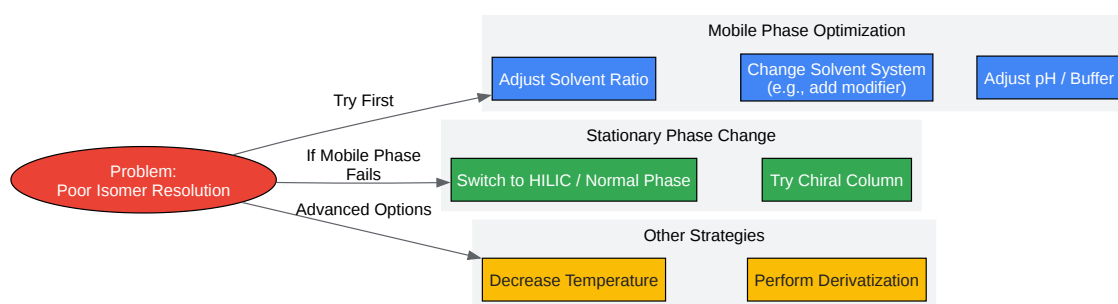 Mobile Phase Optimization
Adjust Solvent Ratio
Change Solvent System
(e.g., add modifier)
Adjust pH / Buffer
Try First
Stationary Phase Change
If Mobile Phase
Fails
Problem:
Poor Isomer Resolution
Switch to HILIC / Normal Phase
Try Chiral Column
Advanced Options
Other Strategies
Decrease Temperature
Perform Derivatization